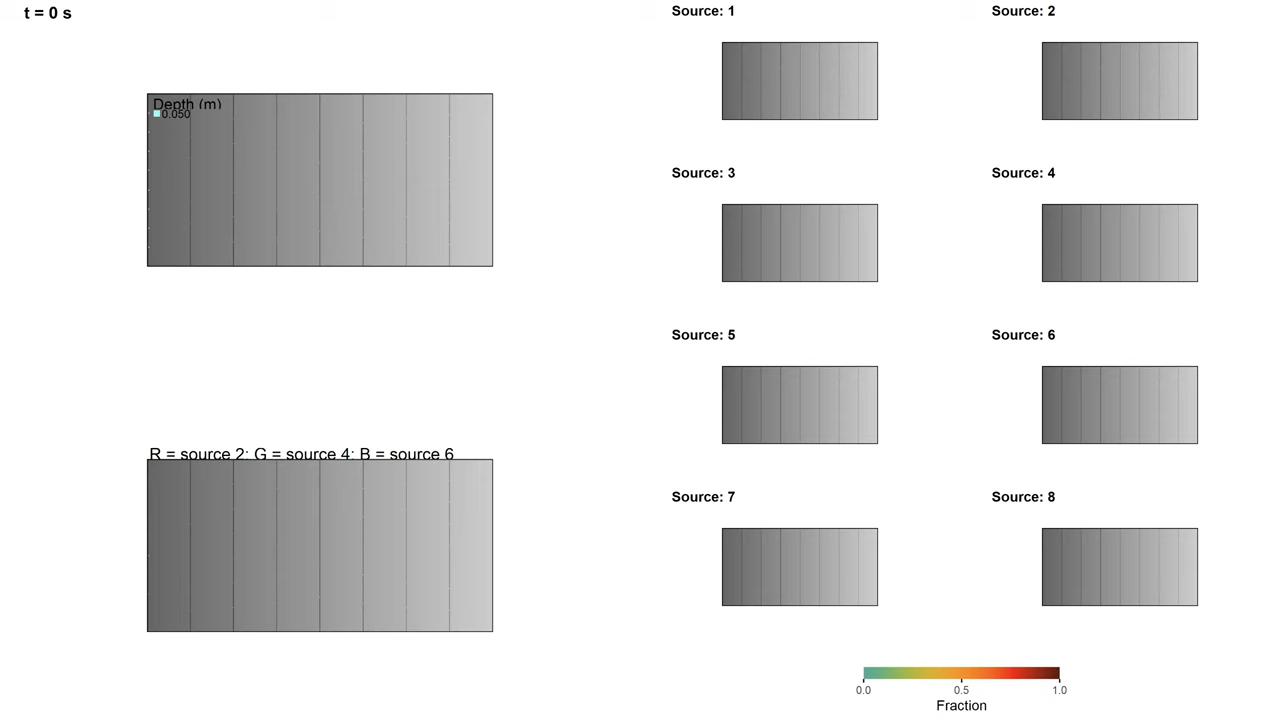 t = 0 s
Depth (m)
0.050
R = source 2; G = source 4; B = source 6
Source: 1
Source: 2
Source: 3
Source: 4
Source: 5
Source: 6
Source: 7
Source: 8
0.0 0.5 1.0
Fraction